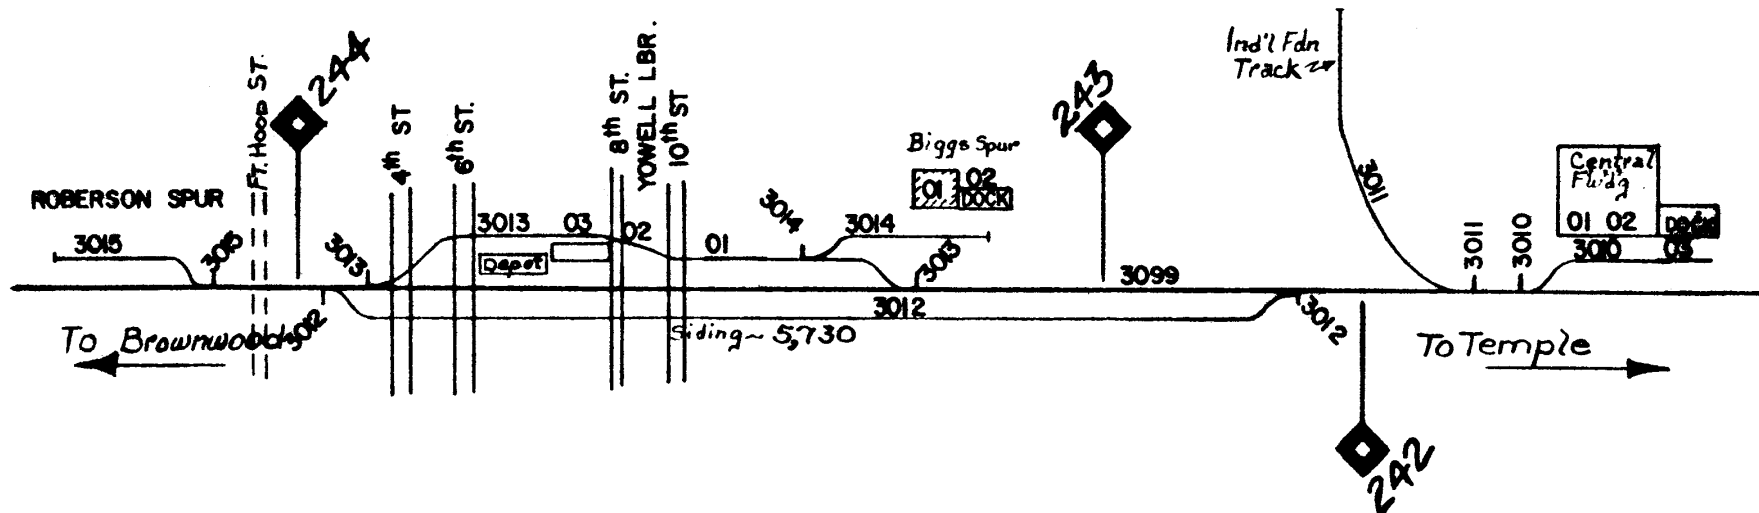 ROBERSON SPUR
3015
3015
FT. HOOD ST.
244
3013
3012
4th ST
6th ST.
3013
03
02
Depot
8th ST.
YOWELL LBR.
10th ST
01
3014
3014
Biggs Spur
01
02
DOCK
3013
243
3099
3012
Siding ~ 5,730
3012
Ind'l Fdn
Track
3011
3011
3010
Central
Fwdg
01 02
DOCK
3010
03
To Brownwood
To Temple
242